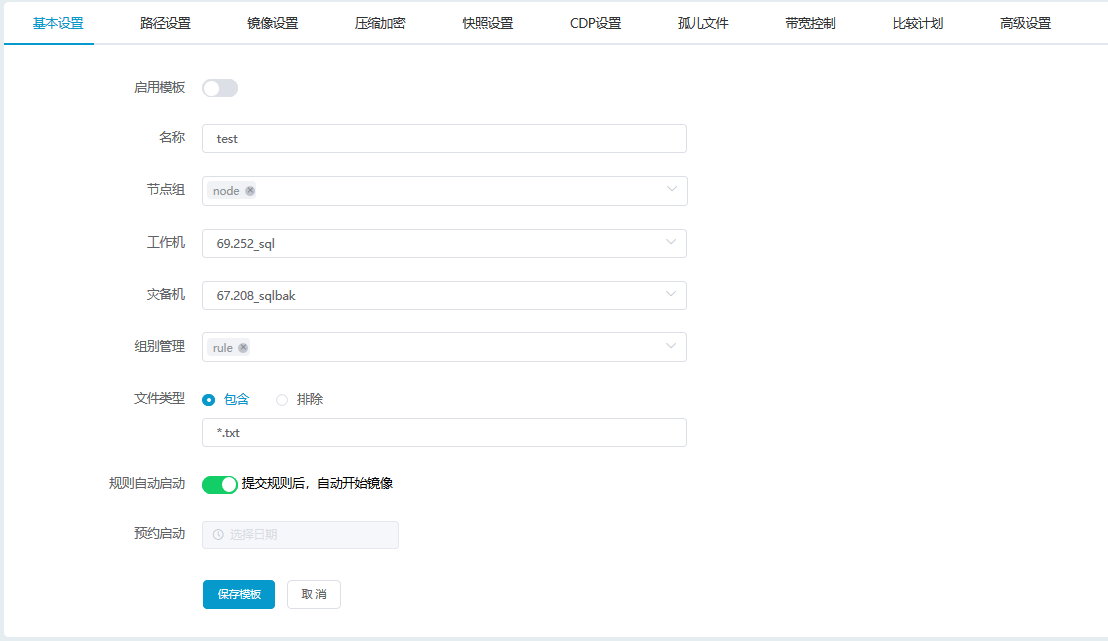 基本设置 路径设置 镜像设置 压缩加密 快照设置 CDP设置 孤儿文件 带宽控制 比较计划 高级设置
启用模板
名称 test
节点组 node
工作机 69.252_sql
灾备机 67.208_sqlbak
组别管理 rule
文件类型 包含 排除
*.txt
规则自动启动 提交规则后，自动开始镜像
预约启动 选择日期
保存模板 取消